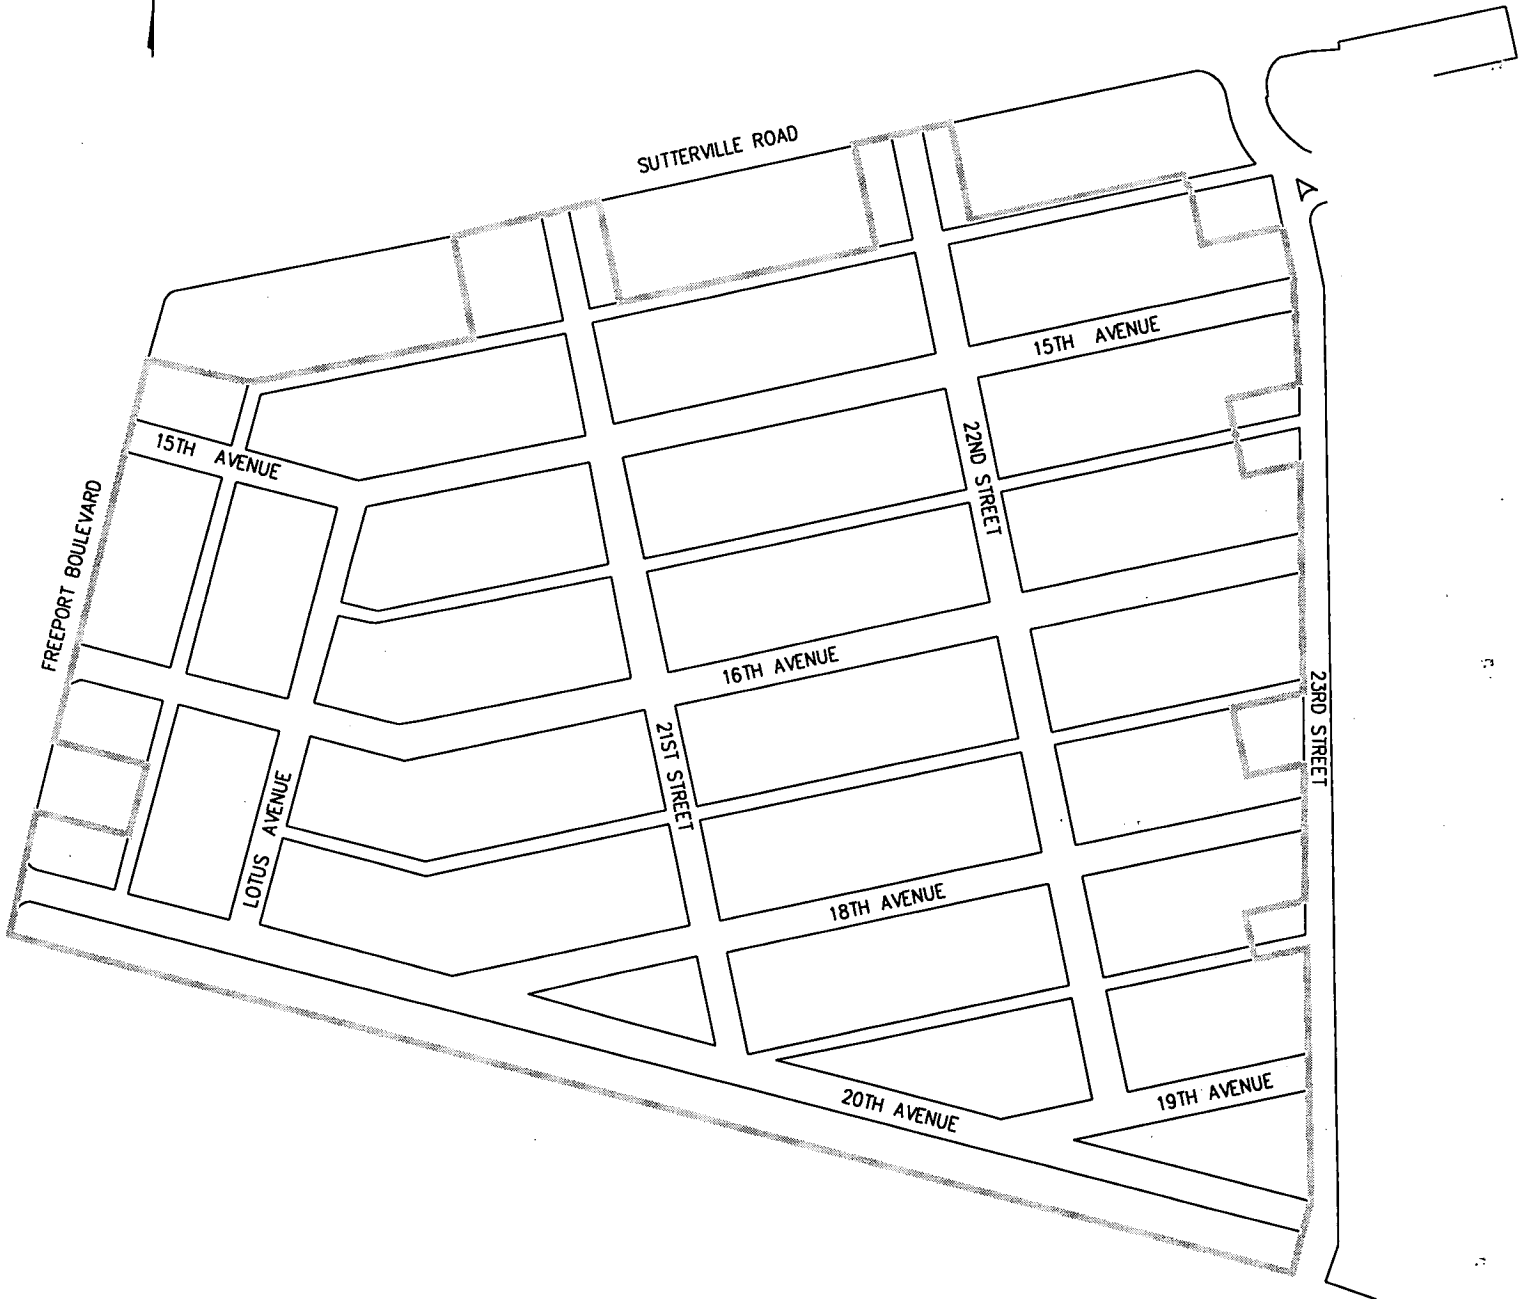 SUTTERVILLE ROAD
15TH AVENUE
22ND STREET
15TH AVENUE
FREEPORT BOULEVARD
16TH AVENUE
23RD STREET
21ST STREET
LOTUS AVENUE
18TH AVENUE
20TH AVENUE
19TH AVENUE